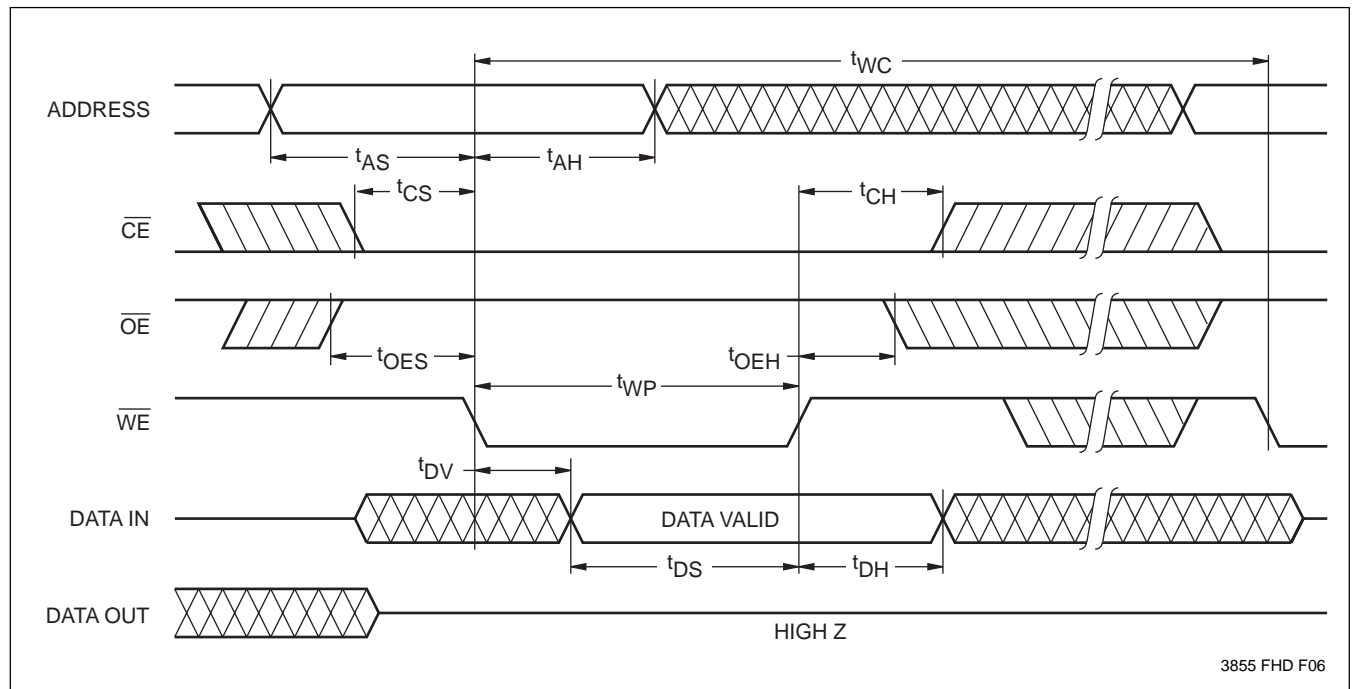 tWC
ADDRESS
tAS
tAH
tCS
tCH
CE
OE
tOES
tOEH
tWP
WE
tDV
DATA IN
DATA VALID
tDS
tDH
DATA OUT
HIGH Z
3855 FHD F06